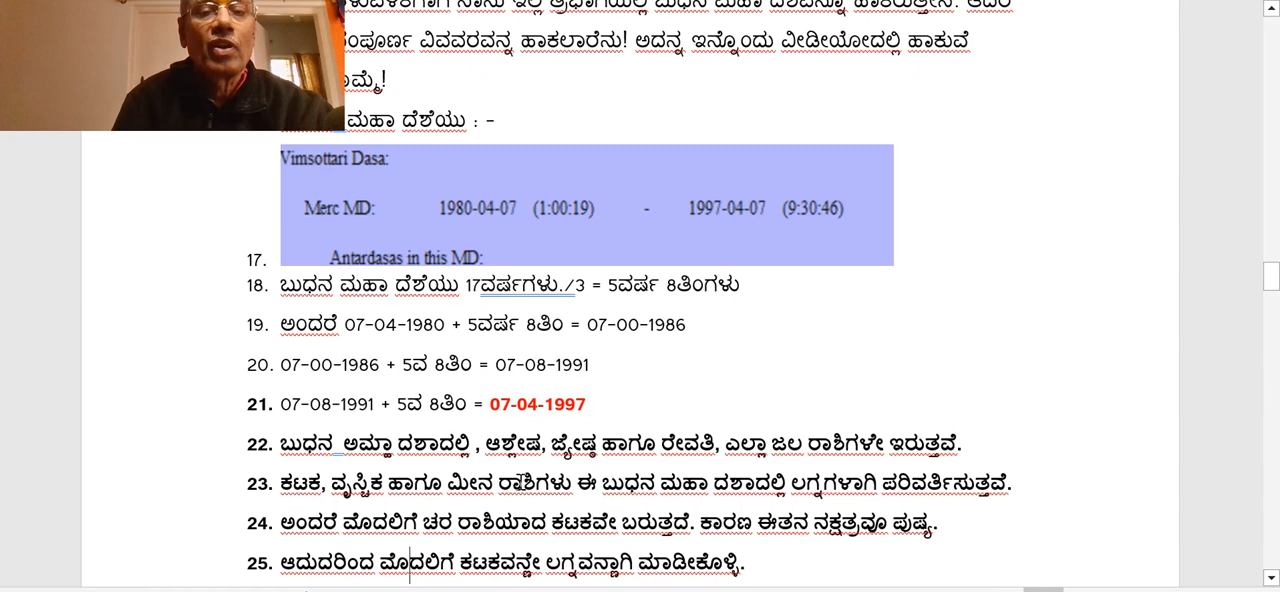 ಇಲ್ಲಿ ತ್ರಿಭಾಗಿಯಲ್ಲಿ ಬುಧನ ಮಹಾ
ವಿವವರವನ್ನ ಹಾಕಲಾರೆನು! ಅದನ್ನ ಇನ್ನೊಂದು ವೀಡೀಯೋದಲ್ಲಿ ಹಾಕುವೆ
ಮಹಾ ದೆಶೆಯು : –
Vimsottari Dasa:
Merc MD: 1980-04-07 (1:00:19) - 1997-04-07 (9:30:46)
17. Antardasas in this MD:
18. ಬುಧನ ಮಹಾ ದೆಶೆಯು 17ವರ್ಷಗಳು./3 = 5ವರ್ಷ 8ತಿಂಗಳು
19. ಅಂದರೆ 07-04-1980 + 5ವರ್ಷ 8ತಿಂ = 07-00-1986
20. 07-00-1986 + 5ವ 8ತಿಂ = 07-08-1991
21. 07-08-1991 + 5ವ 8ತಿಂ = 07-04-1997
22. ಬುಧನ ಅಮ್ಹಾ ದಶಾದಲ್ಲಿ , ಆಶ್ಲೇಷ, ಜ್ಯೇಷ್ಠ ಹಾಗೂ ರೇವತಿ, ಎಲ್ಲಾ ಜಲ ರಾಶಿಗಳೇ ಇರುತ್ತವೆ.
23. ಕಟಕ, ವೃಸ್ಚಿಕ ಹಾಗೂ ಮೀನ ರಾಶಿಗಳು ಈ ಬುಧನ ಮಹಾ ದಶಾದಲ್ಲಿ ಲಗ್ನಗಳಾಗಿ ಪರಿವರ್ತಿಸುತ್ತವೆ.
24. ಅಂದರೆ ಮೊದಲಿಗೆ ಚರ ರಾಶಿಯಾದ ಕಟಕವೇ ಬರುತ್ತದೆ. ಕಾರಣ ಈತನ ನಕ್ಷತ್ರವೂ ಪುಷ್ಯ.
25. ಆದುದರಿಂದ ಮೊದಲಿಗೆ ಕಟಕವನ್ಣೇ ಲಗ್ನವನ್ಣಾಗಿ ಮಾಡೀಕೊಳ್ಳಿ.